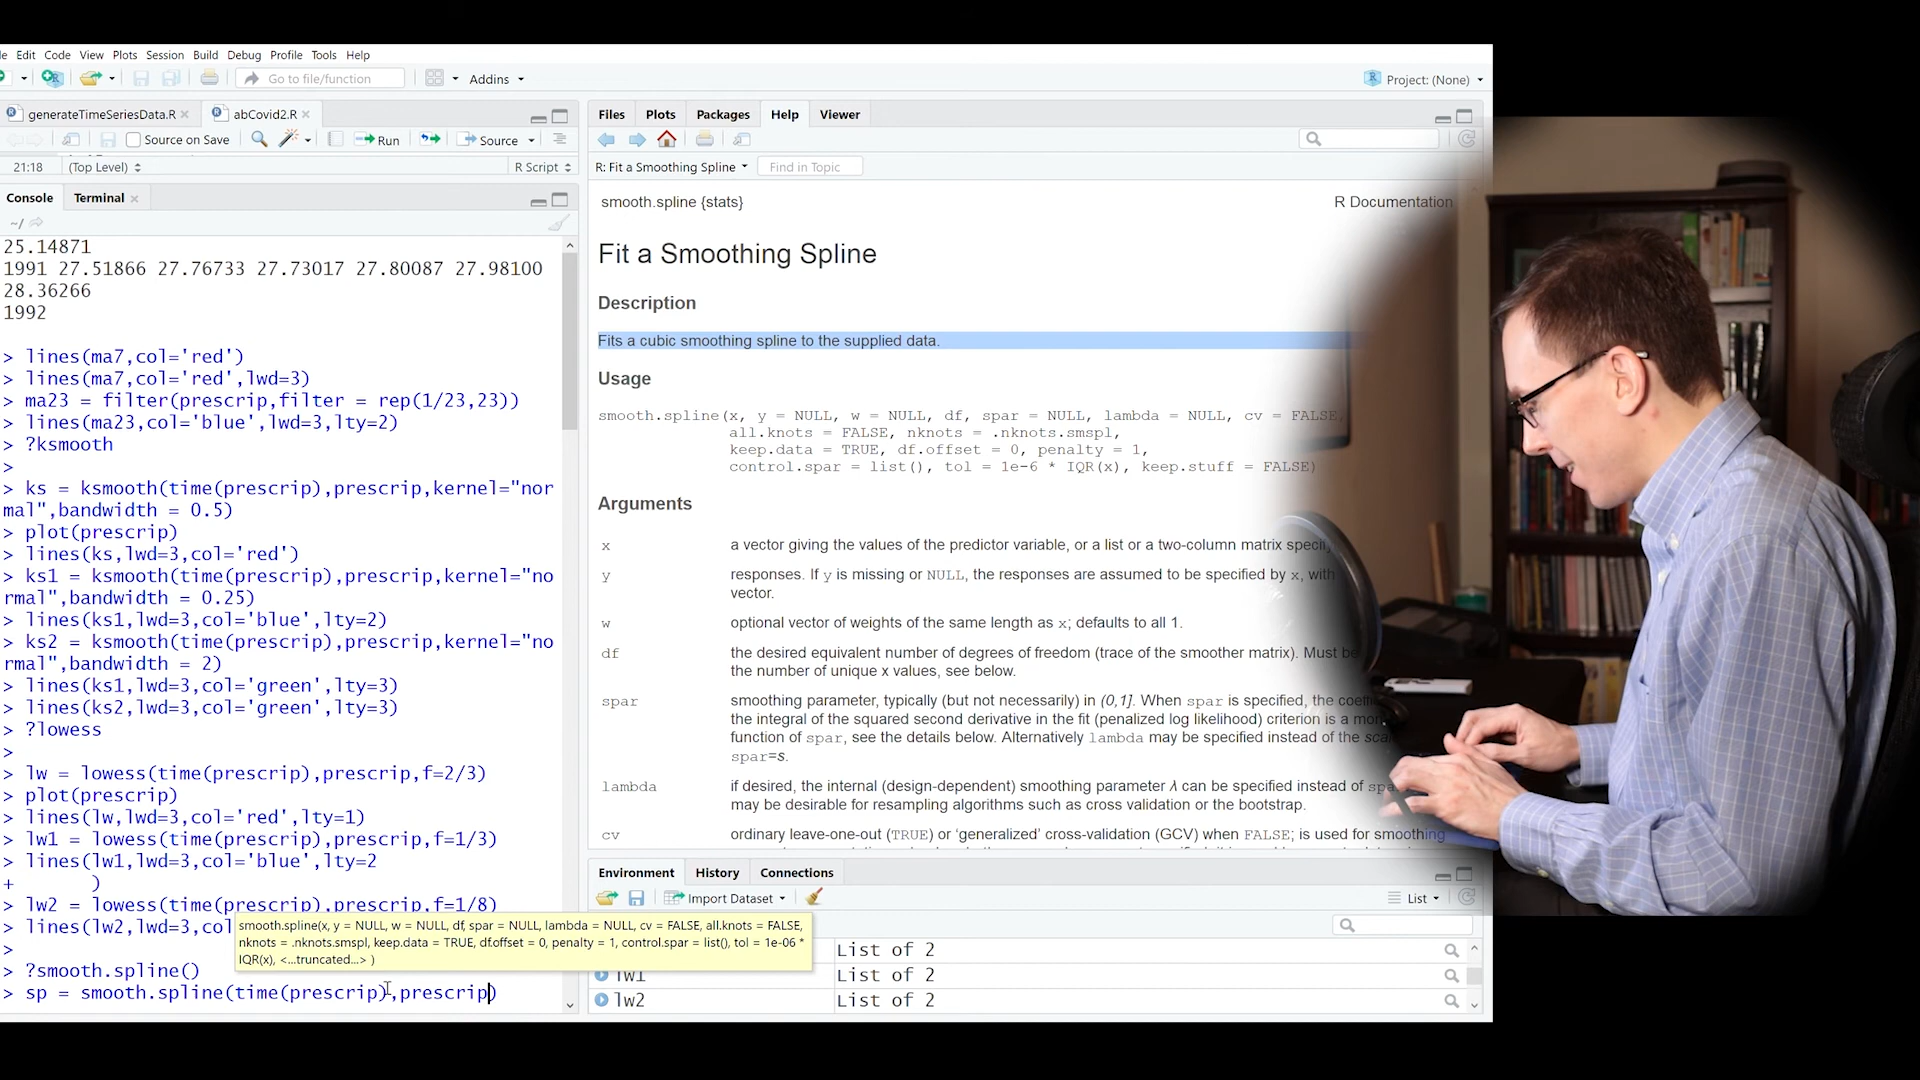 Edit Code View Plots Session Build Debug Profile Tools Help
Go to file/function Addins Project: (None)
generateTimeSeriesData.R abCovid2.R
Source on Save Run Source
21:18 (Top Level) R Script
Console Terminal
~/
25.14871
1991 27.51866 27.76733 27.73017 27.80087 27.98100
28.36266
1992
> lines(ma7,col='red')
> lines(ma7,col='red',lwd=3)
> ma23 = filter(prescrip,filter = rep(1/23,23))
> lines(ma23,col='blue',lwd=3,lty=2)
> ?ksmooth
>
> ks = ksmooth(time(prescrip),prescrip,kernel="nor
mal",bandwidth = 0.5)
> plot(prescrip)
> lines(ks,lwd=3,col='red')
> ks1 = ksmooth(time(prescrip),prescrip,kernel="no
rmal",bandwidth = 0.25)
> lines(ks1,lwd=3,col='blue',lty=2)
> ks2 = ksmooth(time(prescrip),prescrip,kernel="no
rmal",bandwidth = 2)
> lines(ks1,lwd=3,col='green',lty=3)
> lines(ks2,lwd=3,col='green',lty=3)
> ?lowess
>
> lw = lowess(time(prescrip),prescrip,f=2/3)
> plot(prescrip)
> lines(lw,lwd=3,col='red',lty=1)
> lw1 = lowess(time(prescrip),prescrip,f=1/3)
> lines(lw1,lwd=3,col='blue',lty=2
+ )
> lw2 = lowess(time(prescrip),prescrip,f=1/8)
> lines(lw2,lwd=3,col
>
> ?smooth.spline()
> sp = smooth.spline(time(prescrip),prescrip)
smooth.spline(x, y = NULL, w = NULL, df, spar = NULL, lambda = NULL, cv = FALSE, all.knots = FALSE,
nknots = .nknots.smspl, keep.data = TRUE, df.offset = 0, penalty = 1, control.spar = list(), tol = 1e-06 *
IQR(x), <...truncated...> )
Files Plots Packages Help Viewer
R: Fit a Smoothing Spline Find in Topic
smooth.spline {stats} R Documentation
Fit a Smoothing Spline
Description
Fits a cubic smoothing spline to the supplied data.
Usage
smooth.spline(x, y = NULL, w = NULL, df, spar = NULL, lambda = NULL, cv = FALSE,
all.knots = FALSE, nknots = .nknots.smspl,
keep.data = TRUE, df.offset = 0, penalty = 1,
control.spar = list(), tol = 1e-6 * IQR(x), keep.stuff = FALSE)
Arguments
x a vector giving the values of the predictor variable, or a list or a two-column matrix
y responses. If y is missing or NULL, the responses are assumed to be specified by x, with
vector.
w optional vector of weights of the same length as x; defaults to all 1.
df the desired equivalent number of degrees of freedom (trace of the smoother matrix). Must be
the number of unique x values, see below.
spar smoothing parameter, typically (but not necessarily) in (0,1]. When spar is specified, the
the integral of the squared second derivative in the fit (penalized log likelihood) criterion is a
function of spar, see the details below. Alternatively lambda may be specified instead of the
spar=s.
lambda if desired, the internal (design-dependent) smoothing parameter λ can be specified instead of
may be desirable for resampling algorithms such as cross validation or the bootstrap.
cv ordinary leave-one-out (TRUE) or ‘generalized’ cross-validation (GCV) when FALSE; is used for smoothing
Environment History Connections
Import Dataset List
List of 2
lw1 List of 2
lw2 List of 2